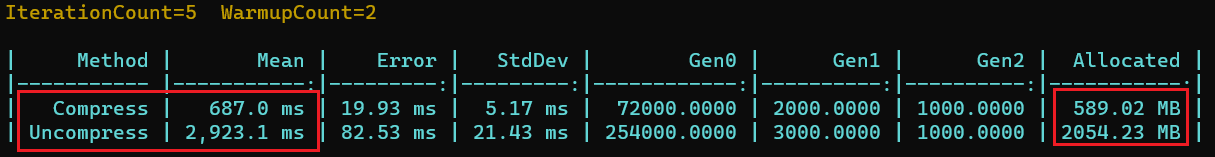 IterationCount=5  WarmupCount=2
|     Method |       Mean |    Error |   StdDev |        Gen0 |      Gen1 |      Gen2 |  Allocated |
|----------- |-----------:|---------:|---------:|------------:|----------:|----------:|-----------:|
|   Compress |   687.0 ms | 19.93 ms |  5.17 ms |  72000.0000 | 2000.0000 | 1000.0000 |  589.02 MB |
| Uncompress | 2,923.1 ms | 82.53 ms | 21.43 ms | 254000.0000 | 3000.0000 | 1000.0000 | 2054.23 MB |